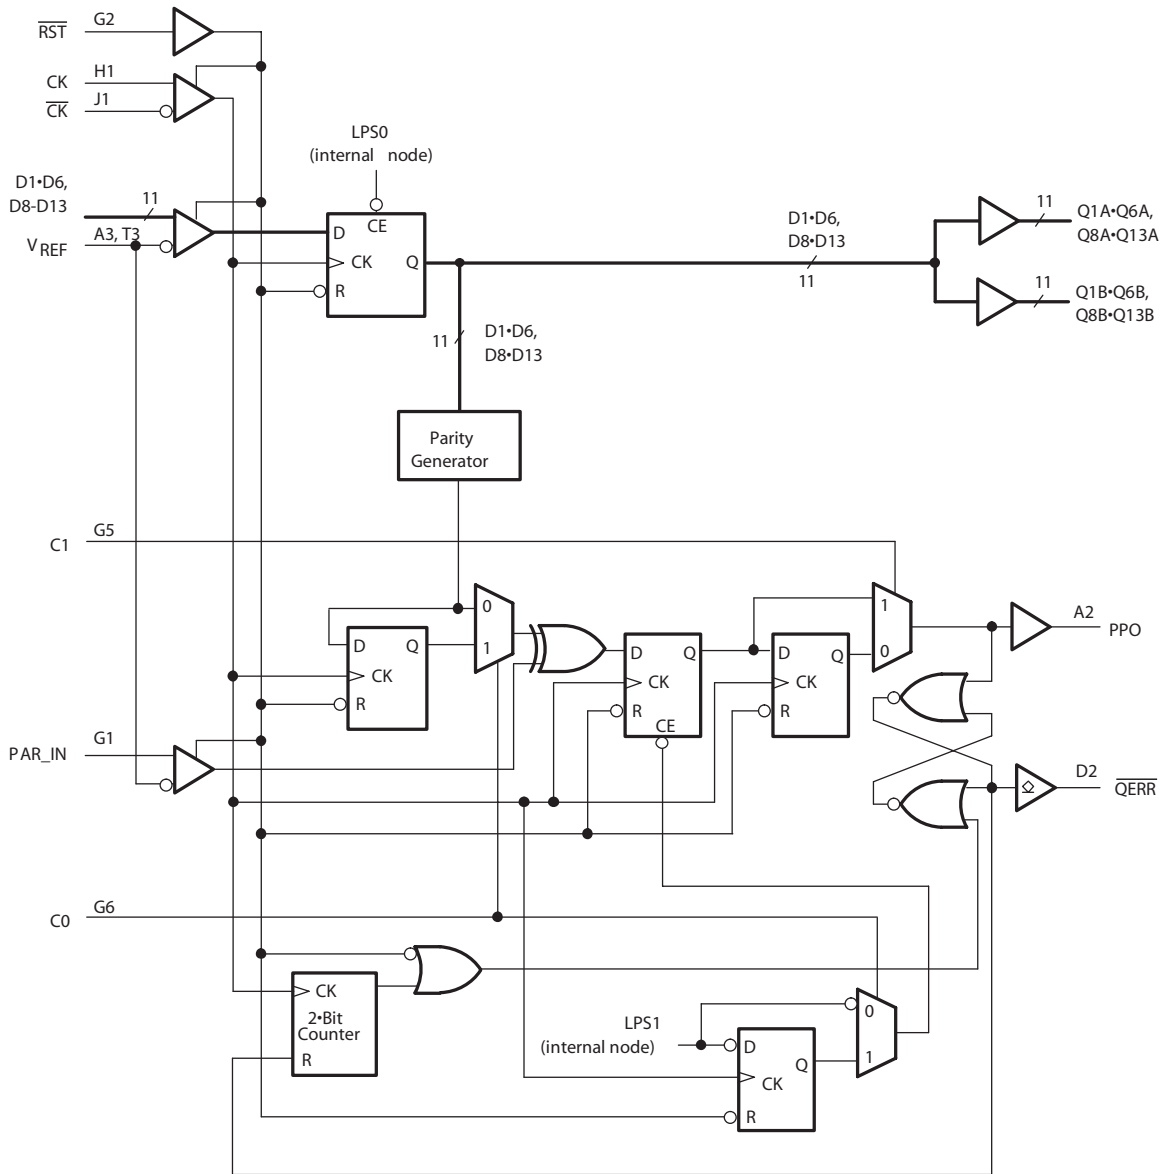 RST
G2
CK
H1
CK
J1
LPS0
(internal node)
D1•D6,
D8-D13
11
VREF
A3, T3
D
CE
CK
Q
R
D1•D6,
D8•D13
11
11
Q1A•Q6A,
Q8A•Q13A
11
Q1B•Q6B,
Q8B•Q13B
11
D1•D6,
D8•D13
Parity
Generator
C1
G5
0
1
1
0
A2
PPO
D
Q
CK
R
D
Q
CK
R
CE
D
Q
CK
R
PAR_IN
G1
D2
QERR
C0
G6
CK
2•Bit
Counter
R
LPS1
(internal node)
0
1
D
Q
CK
R